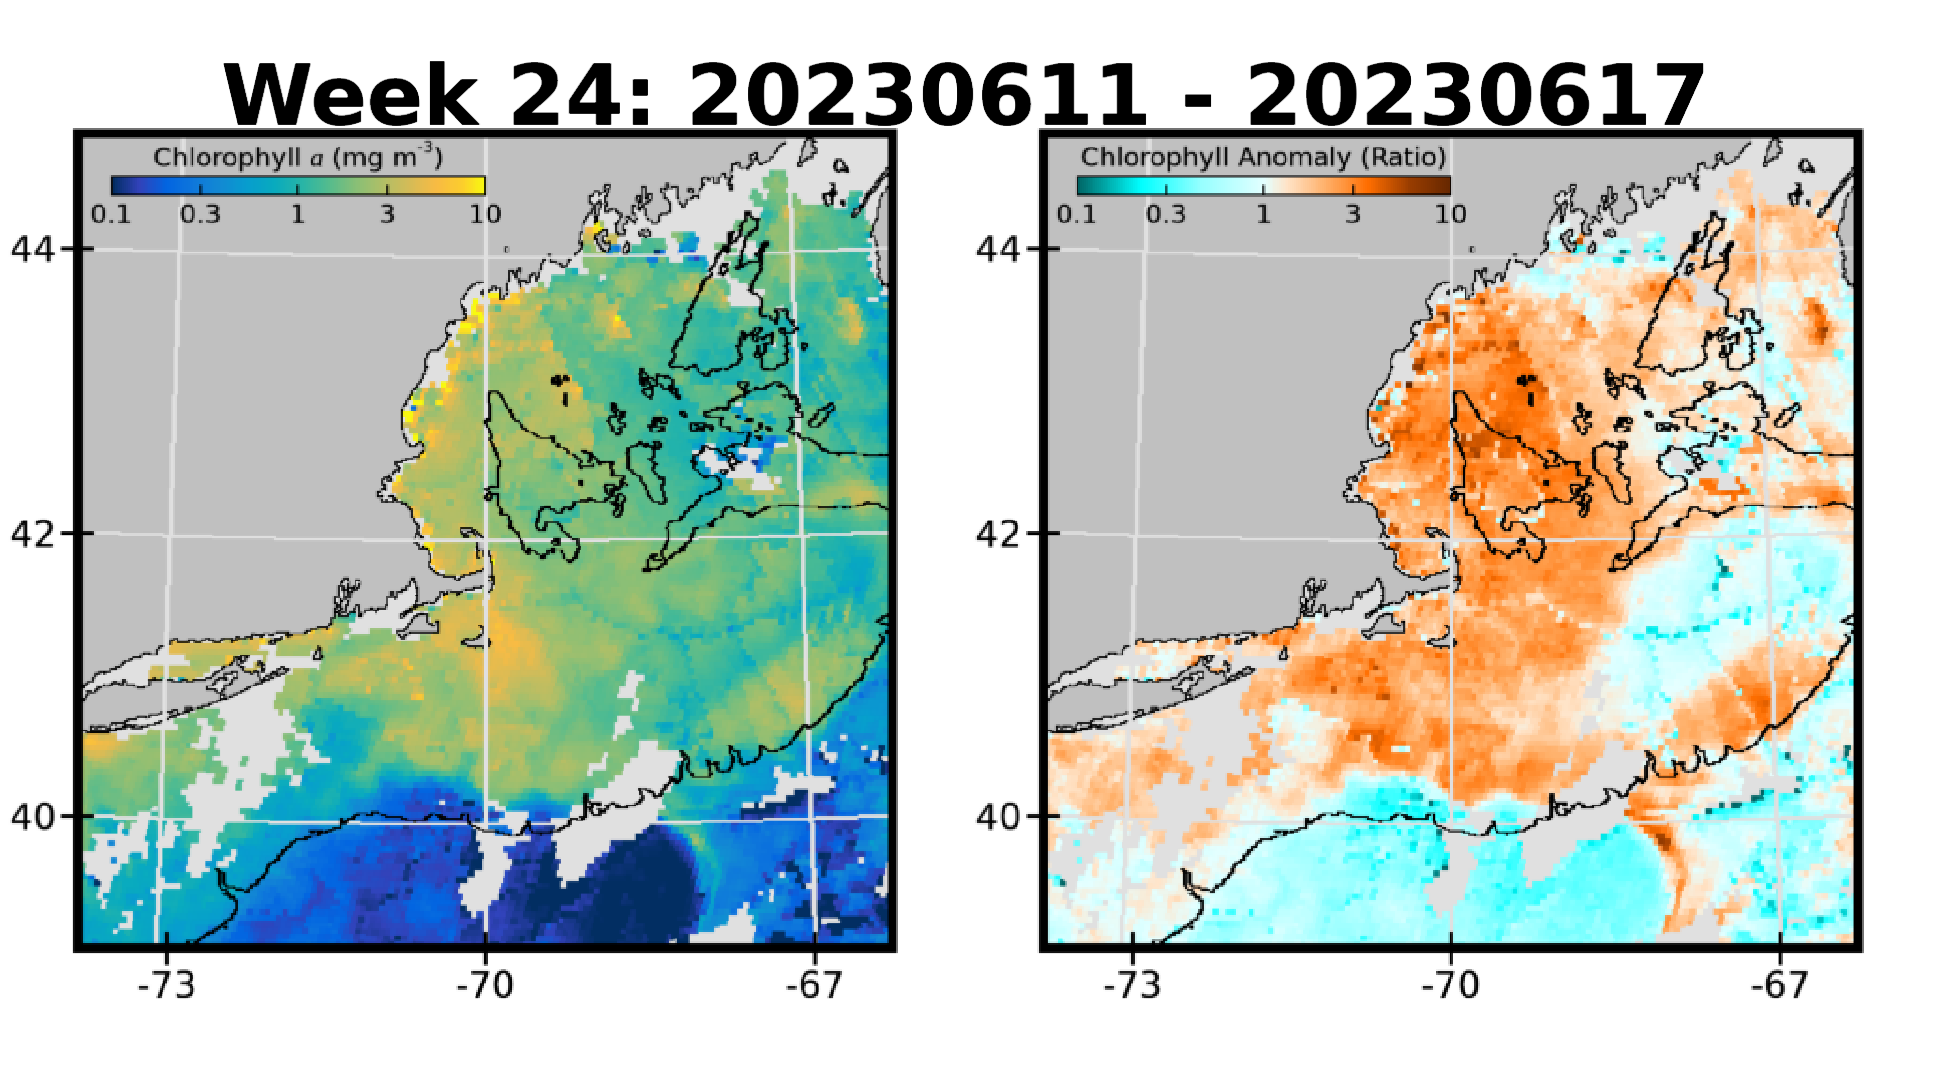 Week 24: 20230611 - 20230617
Chlorophyll a (mg m-3)
0.1 0.3 1 3 10
44
42
40
-73 -70 -67
Chlorophyll Anomaly (Ratio)
0.1 0.3 1 3 10
44
42
40
-73 -70 -67